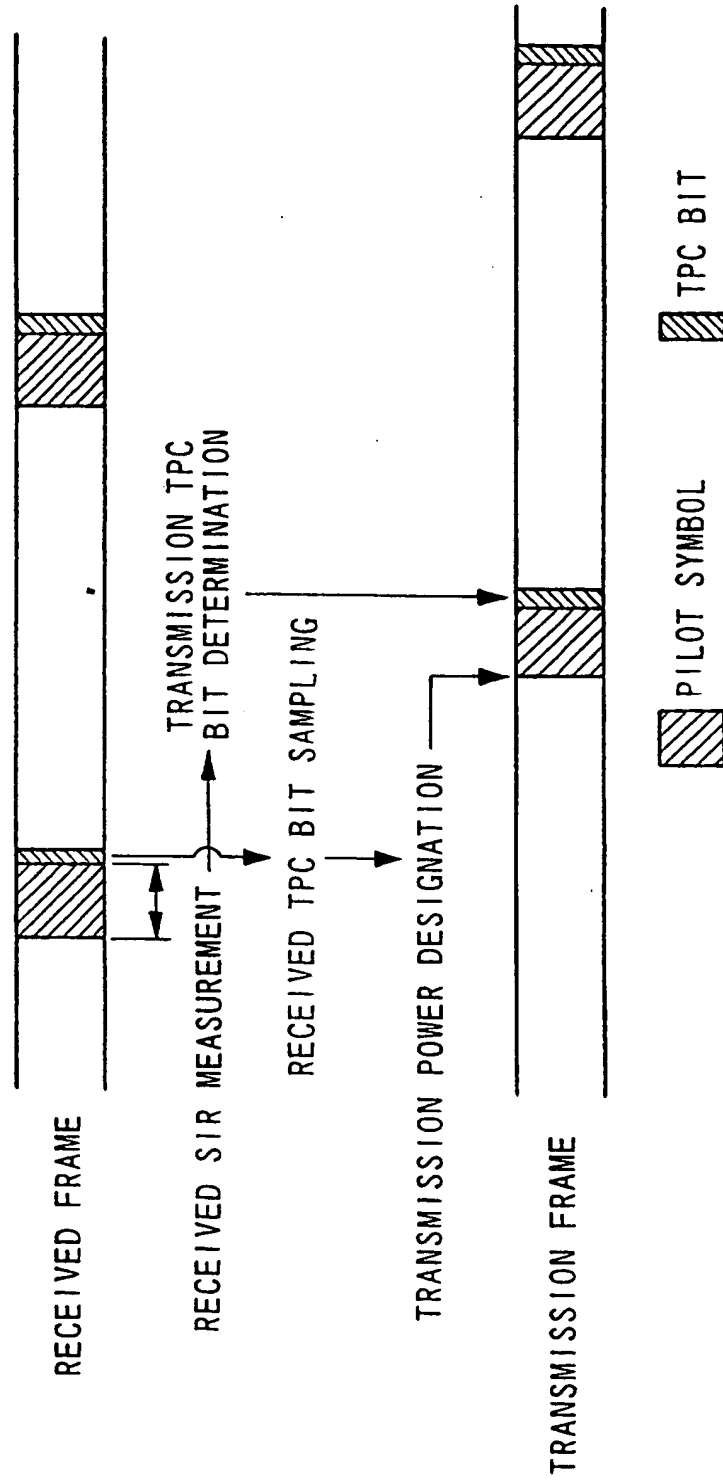 RECEIVED FRAME
RECEIVED SIR MEASUREMENT
TRANSMISSION TPC
BIT DETERMINATION
RECEIVED TPC BIT SAMPLING
TRANSMISSION POWER DESIGNATION
TRANSMISSION FRAME
PILOT SYMBOL
TPC BIT